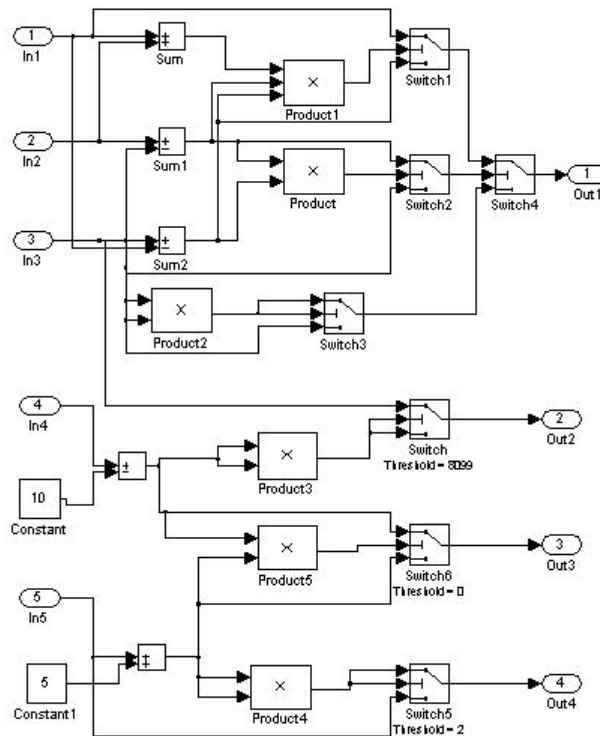 1
In1
Sum
Product1
Switch1
2
In2
Sum1
Product
Switch2
Switch4
1
Out1
3
In3
Sum2
Product2
Switch3
4
In4
10
Constant
Product3
Switch
Threshold = 8099
2
Out2
Product5
Switch6
Threshold = 0
3
Out3
5
In5
5
Constant1
Product4
Switch5
Threshold = 2
4
Out4